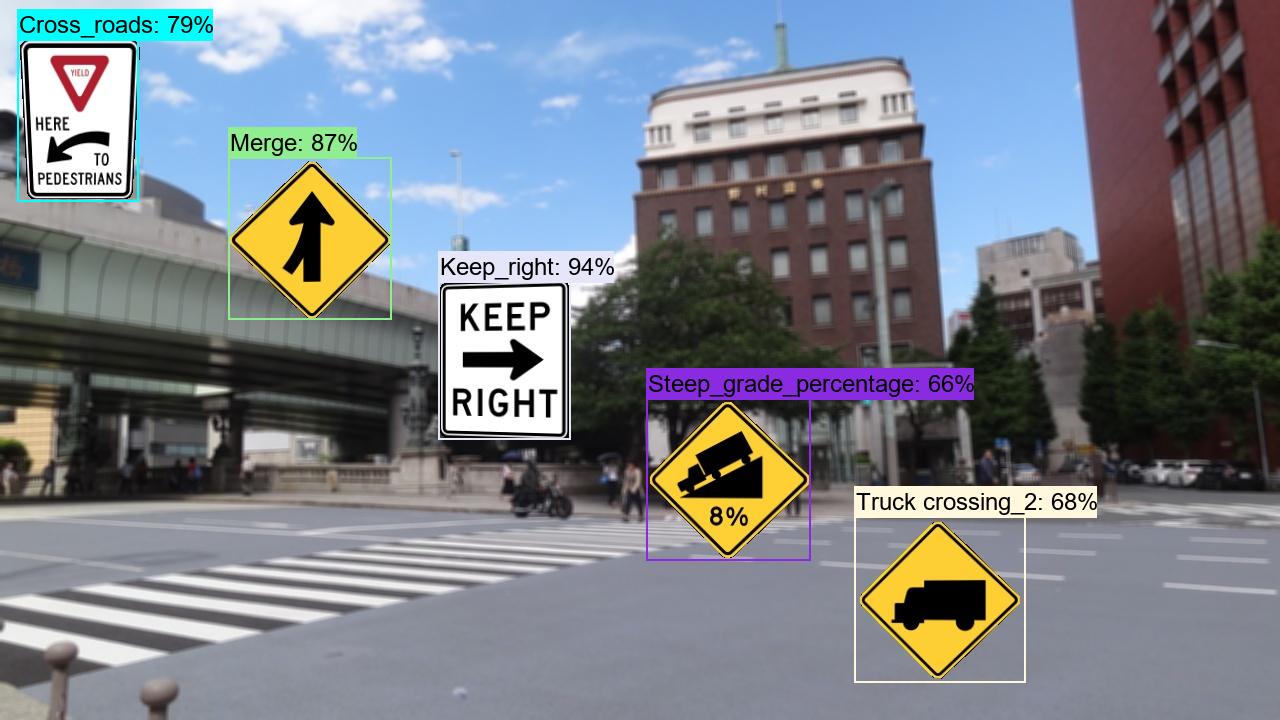 Cross_roads: 79%
YIELD
HERE
TO
PEDESTRIANS
Merge: 87%
Keep_right: 94%
KEEP
RIGHT
Steep_grade_percentage: 66%
8%
Truck crossing_2: 68%